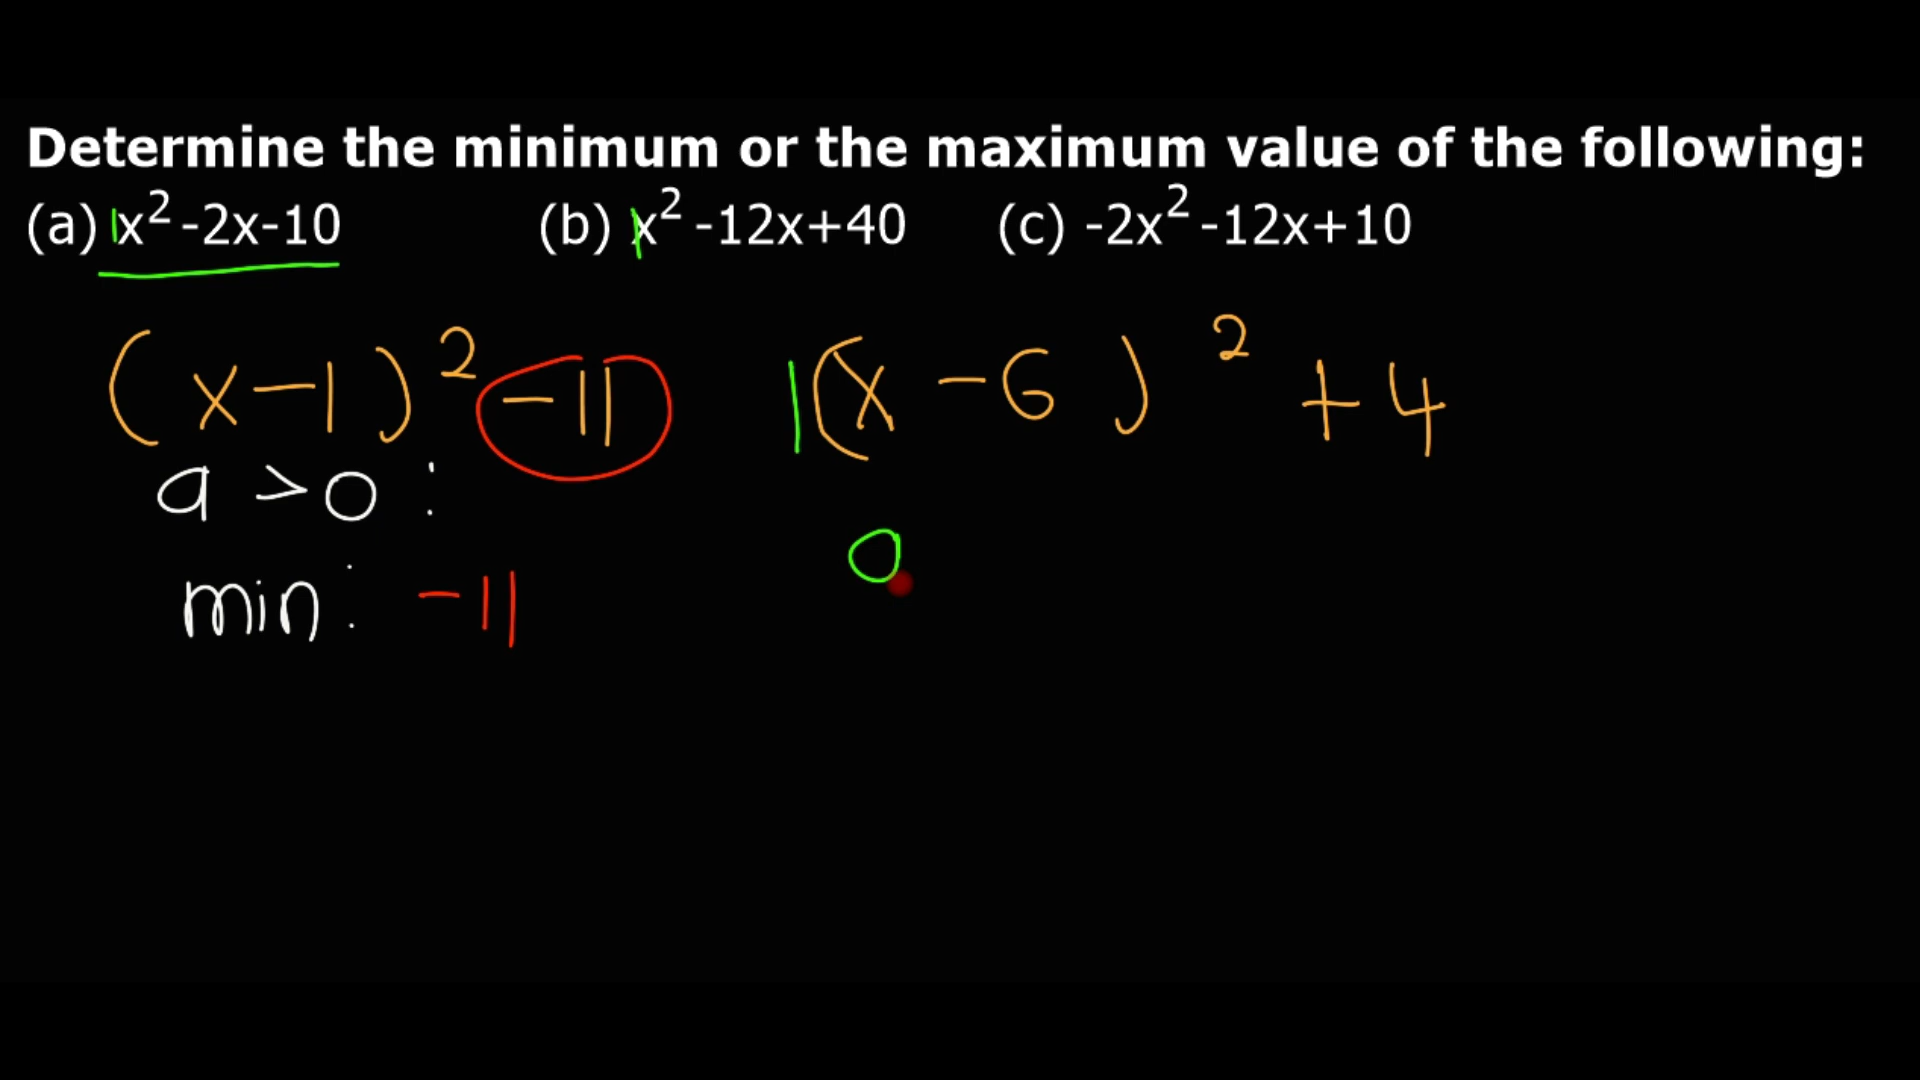 Determine the minimum or the maximum value of the following:
(a) 1x² -2x-10 (b) 1x² -12x+40 (c) -2x² -12x+10
(x-1)² -11 1(x-6)² +4
a > 0 :
min : -11